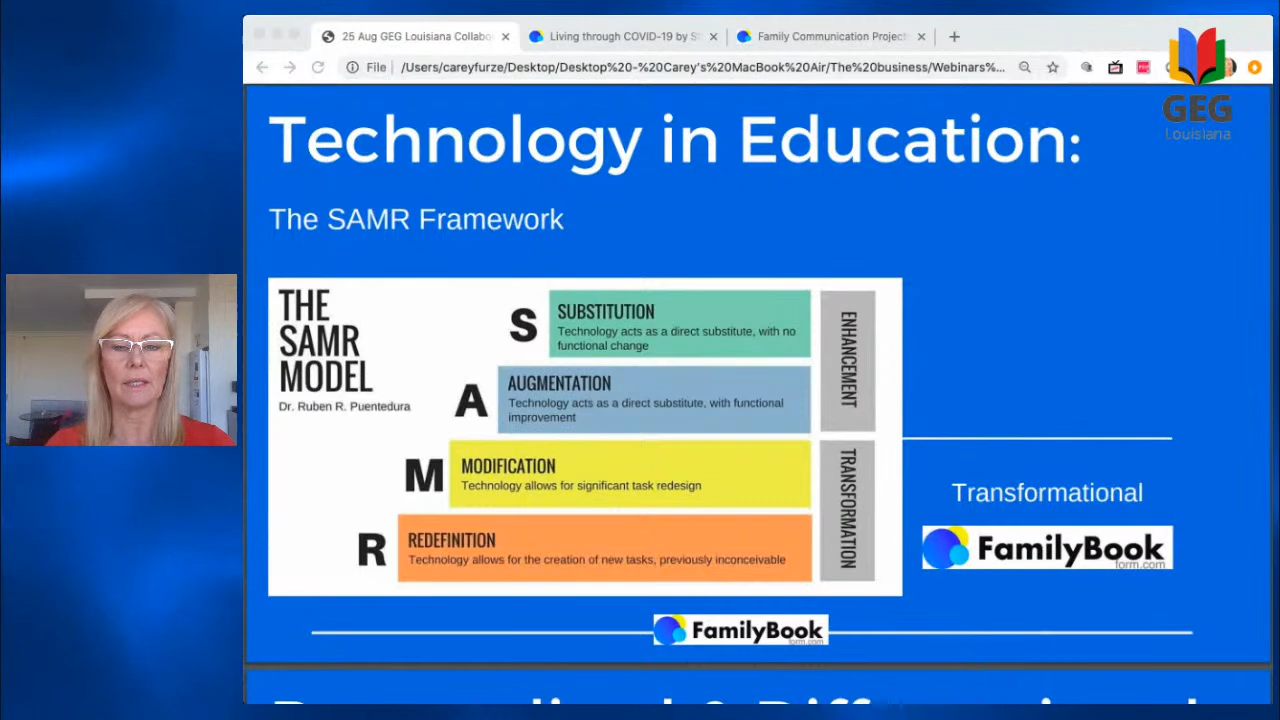 25 Aug GEG Louisiana Collabo
Living through COVID-19 by S
Family Communication Project
File
/Users/careyfurze/Desktop/Desktop%20-%20Carey's%20MacBook%20Air/The%20business/Webinars%...
GEG
Louisiana
Technology in Education:
The SAMR Framework
THE
SAMR
MODEL
Dr. Ruben R. Puentedura
S
SUBSTITUTION
Technology acts as a direct substitute, with no
functional change
A
AUGMENTATION
Technology acts as a direct substitute, with functional
improvement
ENHANCEMENT
M
MODIFICATION
Technology allows for significant task redesign
R
REDEFINITION
Technology allows for the creation of new tasks, previously inconceivable
TRANSFORMATION
Transformational
FamilyBook
form.com
FamilyBook
form.com